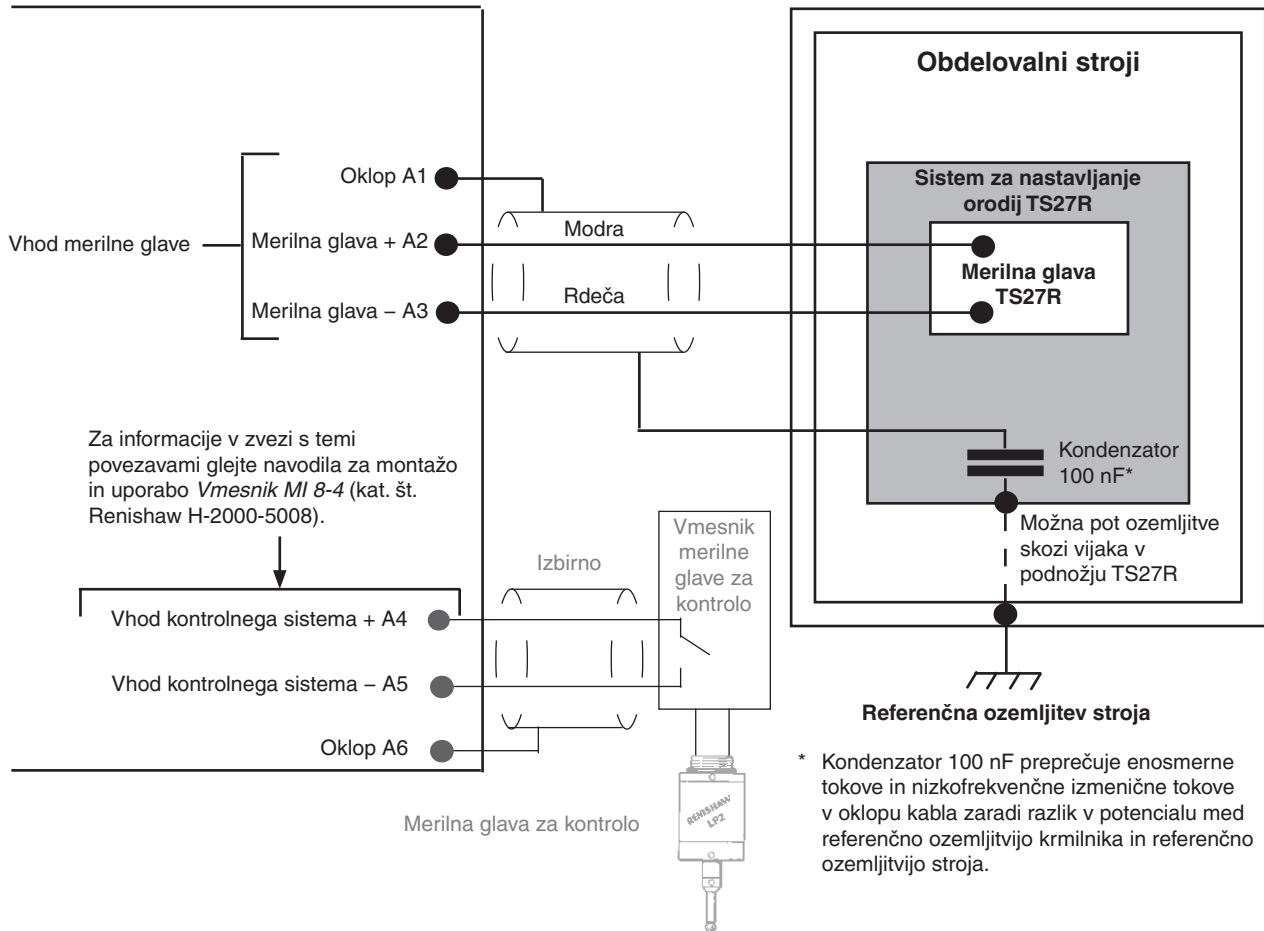 Obdelovalni stroji
Sistem za nastavljanje
orodij TS27R
Merilna glava
TS27R
Oklop A1
Vhod merilne glave
Merilna glava + A2
Merilna glava – A3
Modra
Rdeča
Kondenzator
100 nF*
Možna pot ozemljitve
skozi vijaka v
podnožju TS27R
Za informacije v zvezi s temi
povezavami glejte navodila za montažo
in uporabo Vmesnik MI 8-4 (kat. št.
Renishaw H-2000-5008).
Izbirno
Vmesnik
merilne
glave za
kontrolo
Vhod kontrolnega sistema + A4
Vhod kontrolnega sistema – A5
Oklop A6
Referenčna ozemljitev stroja
Merilna glava za kontrolo
RENISHAW
LP2
* Kondenzator 100 nF preprečuje enosmerne
tokove in nizkofrekvenčne izmenične tokove
v oklopu kabla zaradi razlik v potencialu med
referenčno ozemljitvijo krmilnika in referenčno
ozemljitvijo stroja.